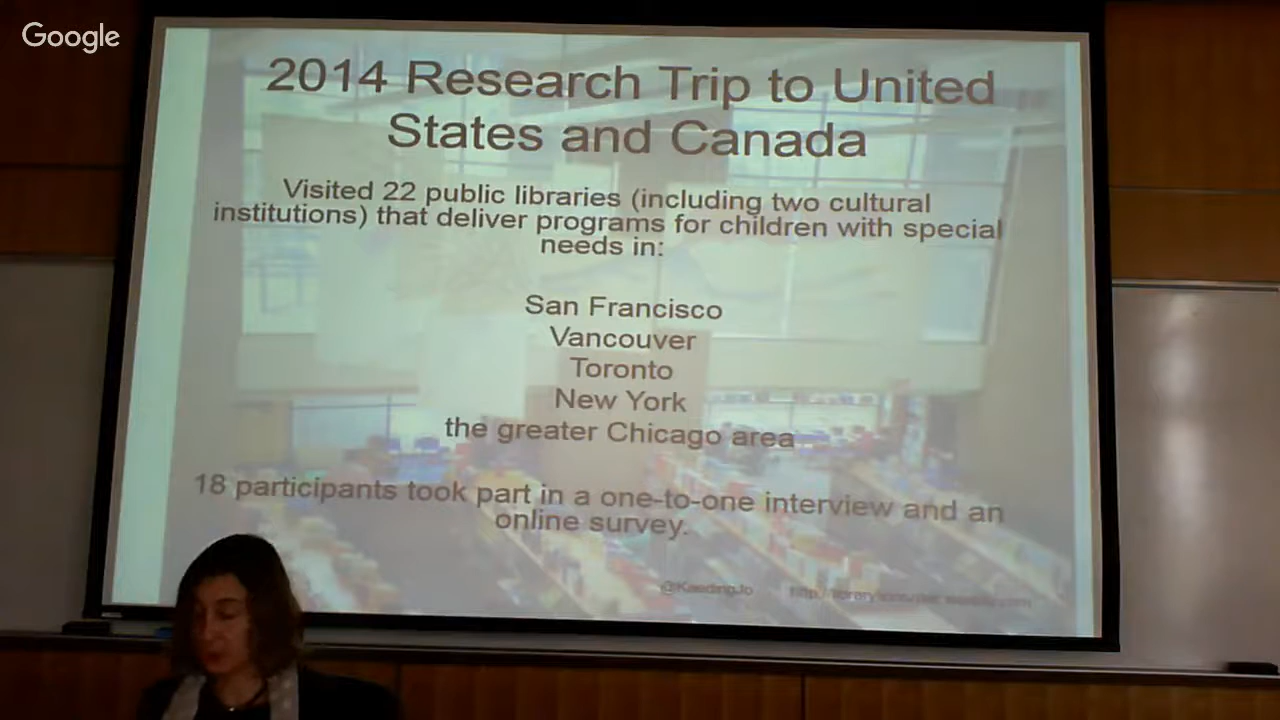 Google
2014 Research Trip to United
States and Canada
Visited 22 public libraries (including two cultural
institutions) that deliver programs for children with special
needs in:
San Francisco
Vancouver
Toronto
New York
the greater Chicago area
18 participants took part in a one-to-one interview and an
online survey.
@KaedingJo